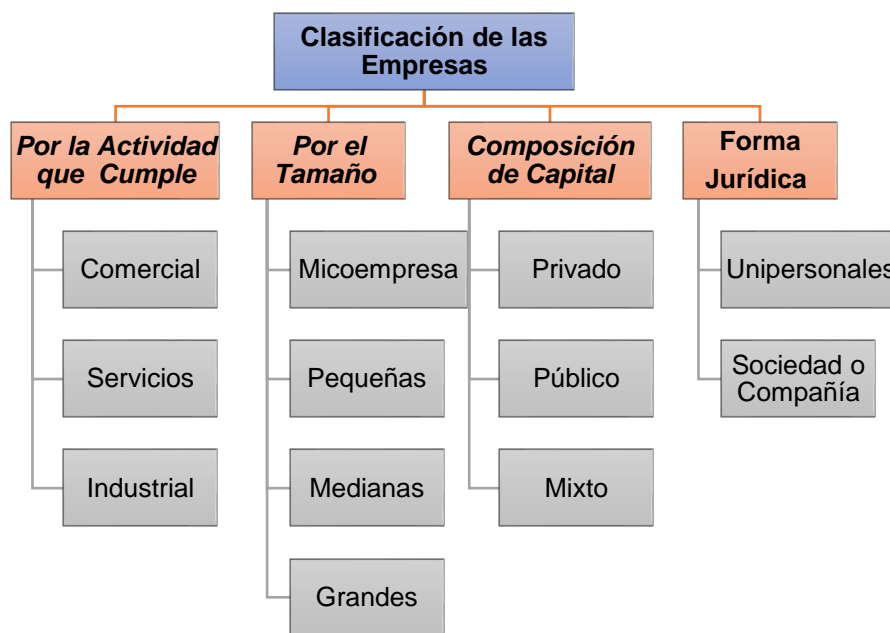 Clasificación de las
Empresas
Por la Actividad
que Cumple
Comercial
Servicios
Industrial
Por el
Tamaño
Micoempresa
Pequeñas
Medianas
Grandes
Composición
de Capital
Privado
Público
Mixto
Forma
Jurídica
Unipersonales
Sociedad o
Compañía